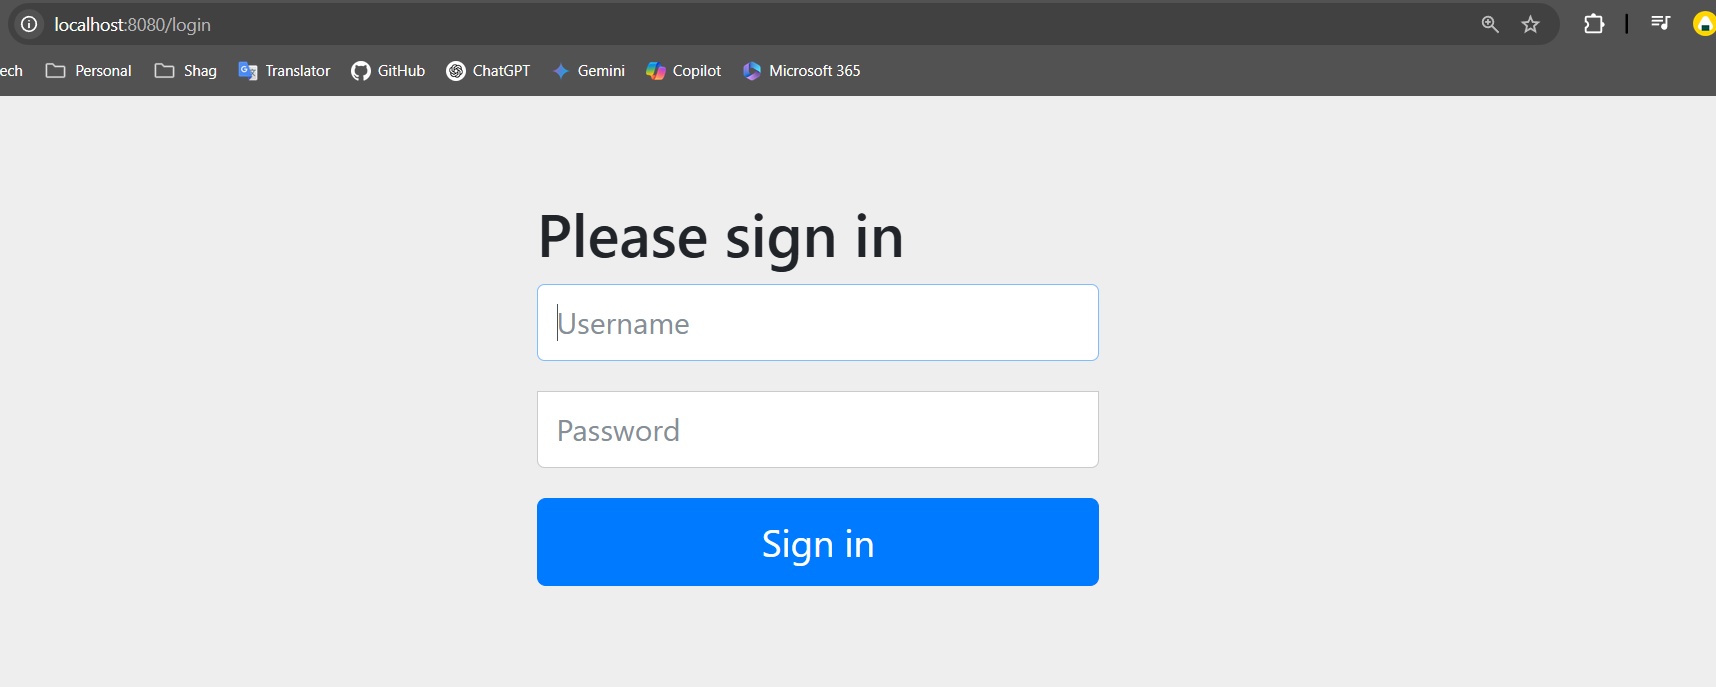 localhost:8080/login
ech Personal Shag Translator GitHub ChatGPT Gemini Copilot Microsoft 365
Please sign in
Username
Password
Sign in